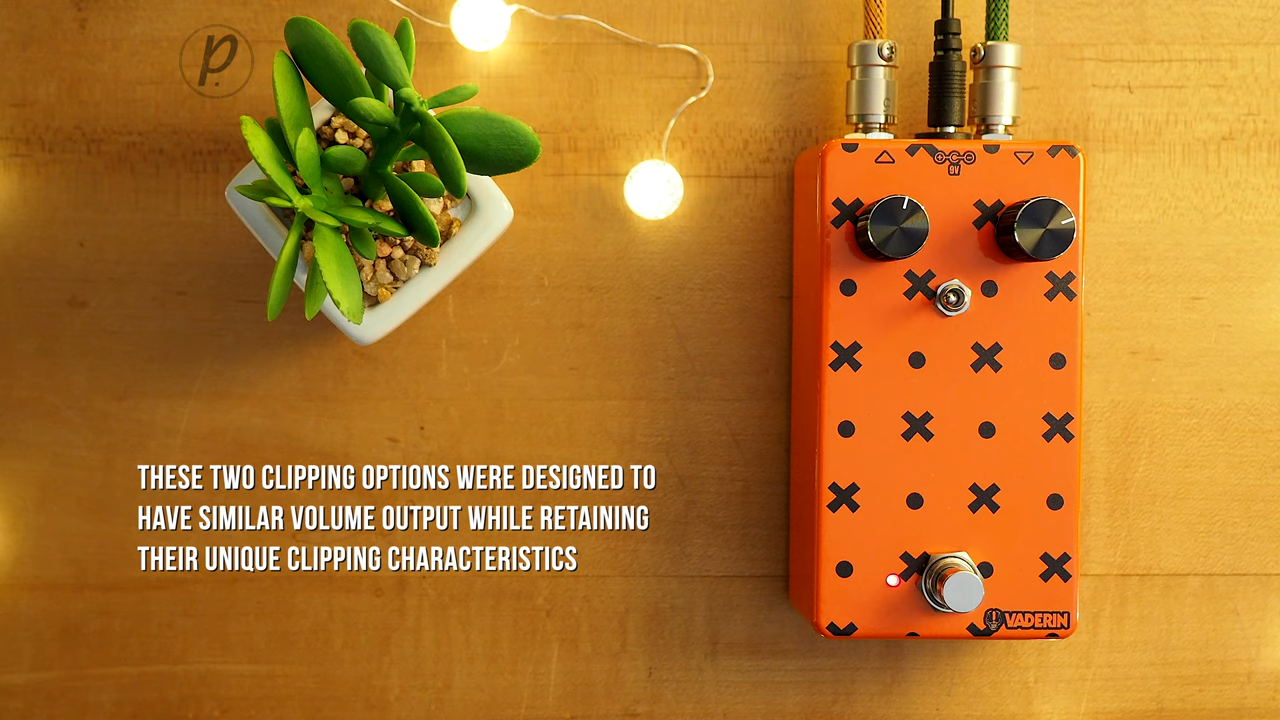 p.
9V
THESE TWO CLIPPING OPTIONS WERE DESIGNED TO
HAVE SIMILAR VOLUME OUTPUT WHILE RETAINING
THEIR UNIQUE CLIPPING CHARACTERISTICS
VADERIN